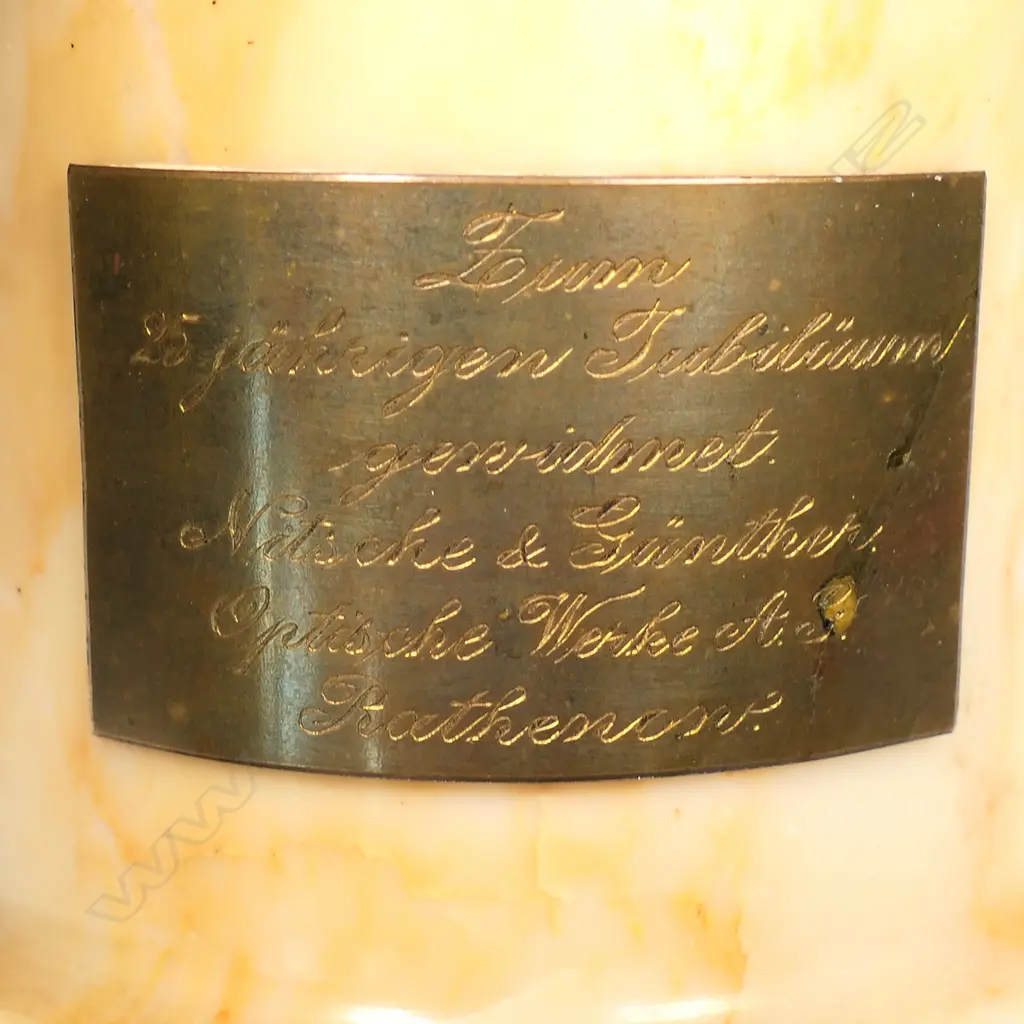 Zum
25 jährigen Jubiläum
gewidmet.
Nitsche & Günther.
Optische Werke A. G.
Rathenow.